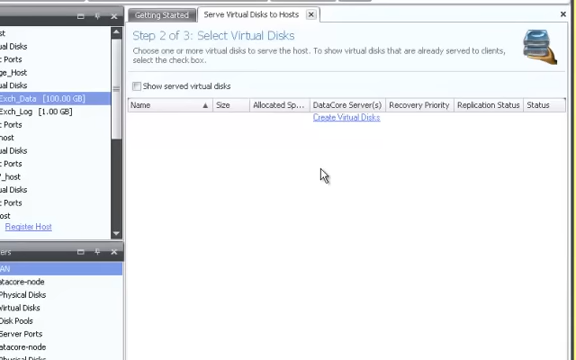 Getting Started
Serve Virtual Disks to Hosts
Step 2 of 3: Select Virtual Disks
Choose one or more virtual disks to serve the host. To show virtual disks that are already served to clients,
select the check box.
Show served virtual disks
Name Size Allocated Sp... DataCore Server(s) Recovery Priority Replication Status Status
Create Virtual Disks
st
ual Disks
t Ports
ge_Host
ual Disks
Exch_Data [100.00 GB]
Exch_Log [1.00 GB]
t Ports
host
ual Disks
t Ports
_host
ual Disks
t Ports
ost
Register Host
ers
AN
atacore-node
Physical Disks
Virtual Disks
Disk Pools
Server Ports
atacore-node
Physical Disks